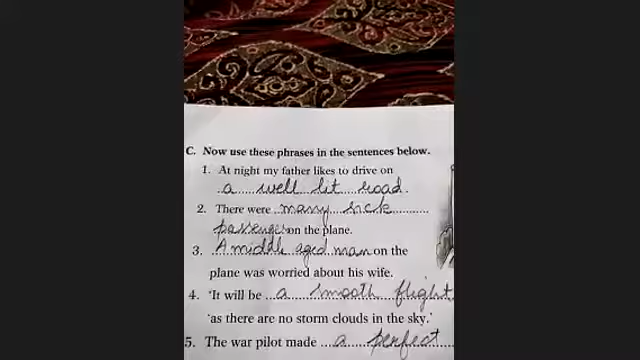 C. Now use these phrases in the sentences below.
1. At night my father likes to drive on
a well lit road.
2. There were many sick
passenges on the plane.
3. A middle aged man on the
plane was worried about his wife.
4. 'It will be a smooth flight
'as there are no storm clouds in the sky.'
5. The war pilot made a perfect